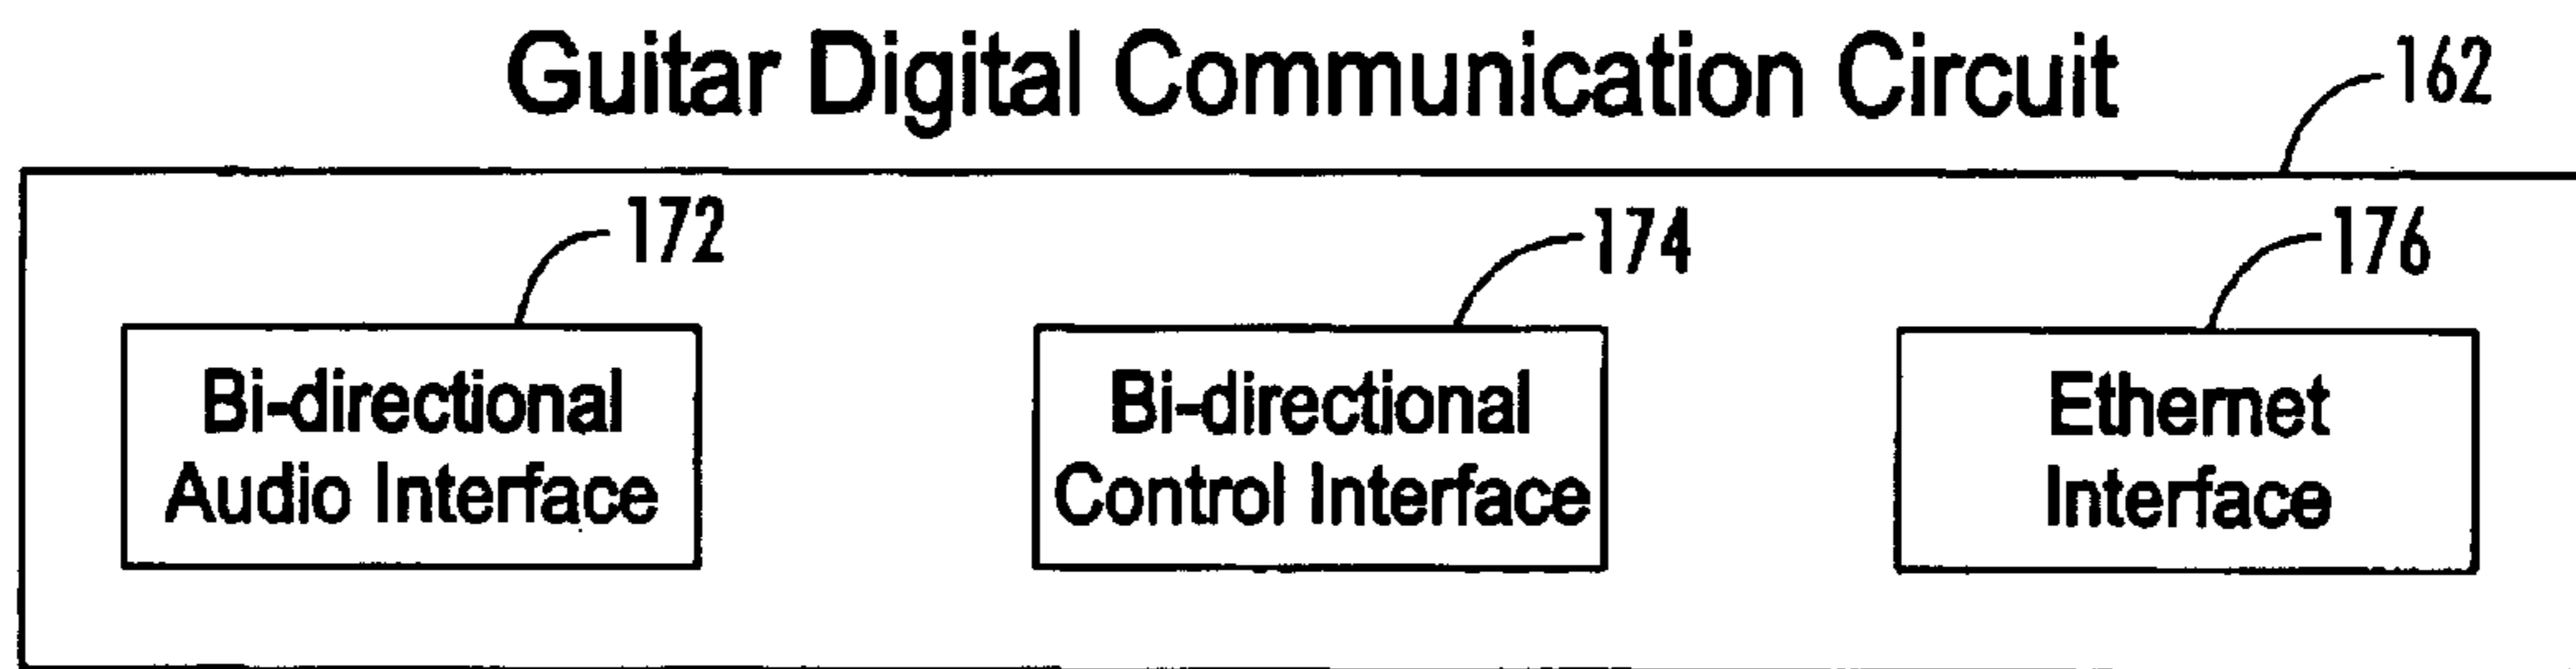 Guitar Digital Communication Circuit
162
172
174
176
Bi-directional
Audio Interface
Bi-directional
Control Interface
Ethernet
Interface